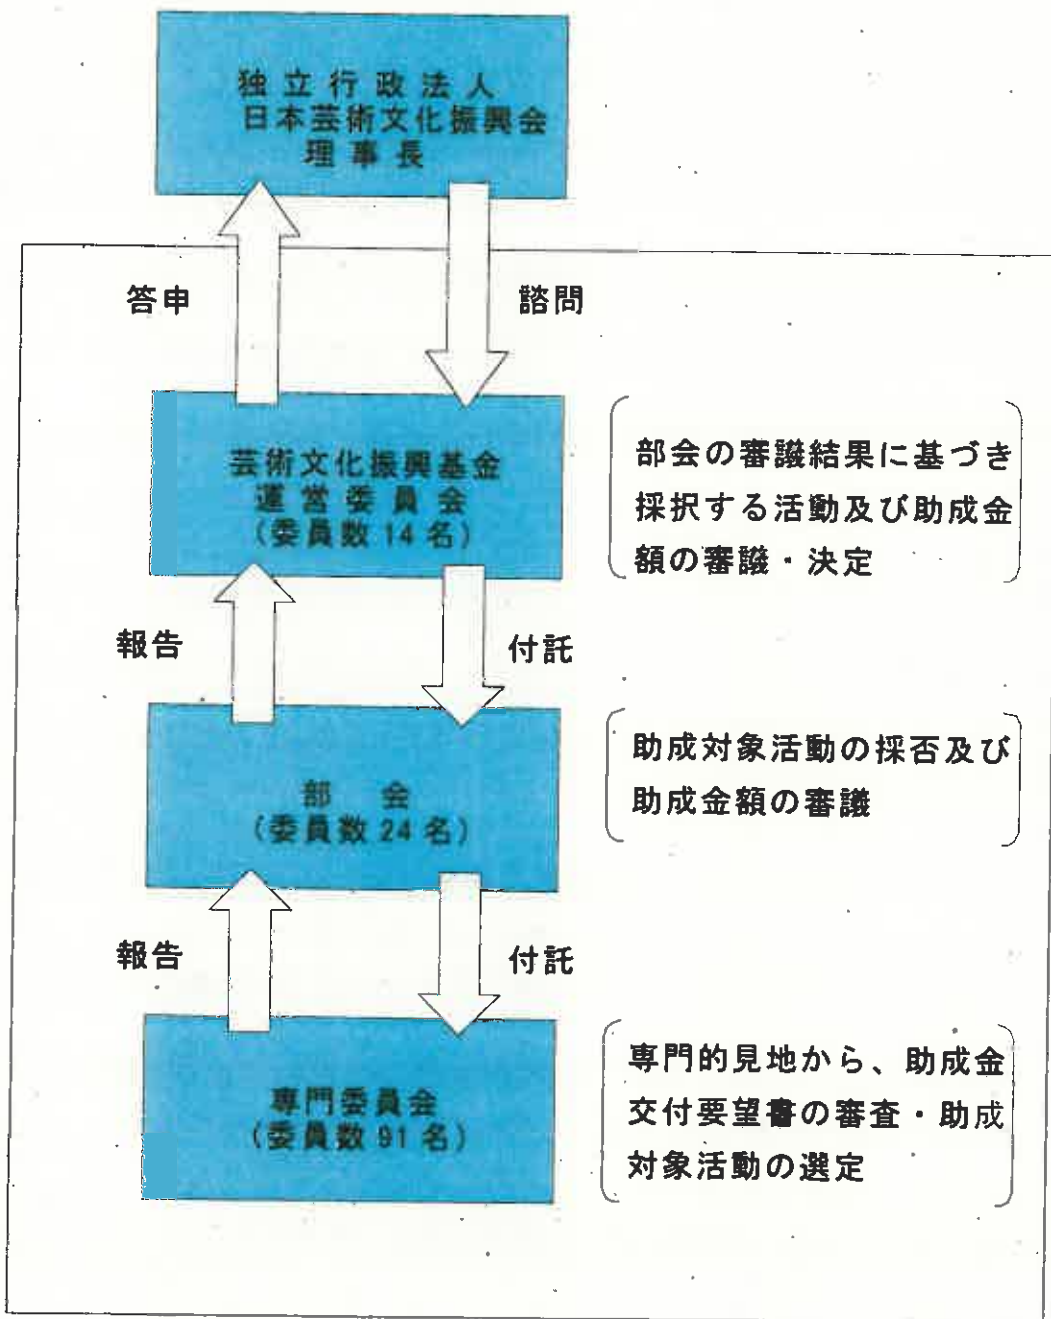 独立行政法人
日本芸術文化振興会
理事長
答申
諮問
芸術文化振興基金
運営委員会
(委員数 14 名)
部会の審議結果に基づき
採択する活動及び助成金
額の審議・決定
報告
付託
部 会
(委員数 24 名)
助成対象活動の採否及び
助成金額の審議
報告
付託
専門委員会
(委員数 91 名)
専門的見地から、助成金
交付要望書の審査・助成
対象活動の選定